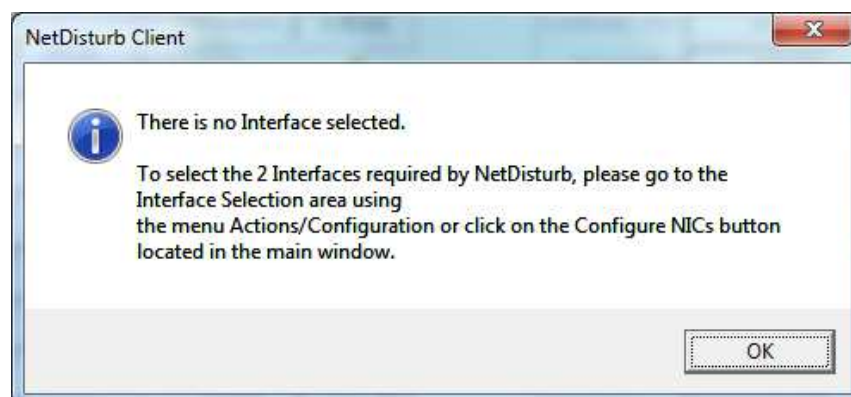 NetDisturb Client
There is no Interface selected.
To select the 2 Interfaces required by NetDisturb, please go to the
Interface Selection area using
the menu Actions/Configuration or click on the Configure NICs button
located in the main window.
OK